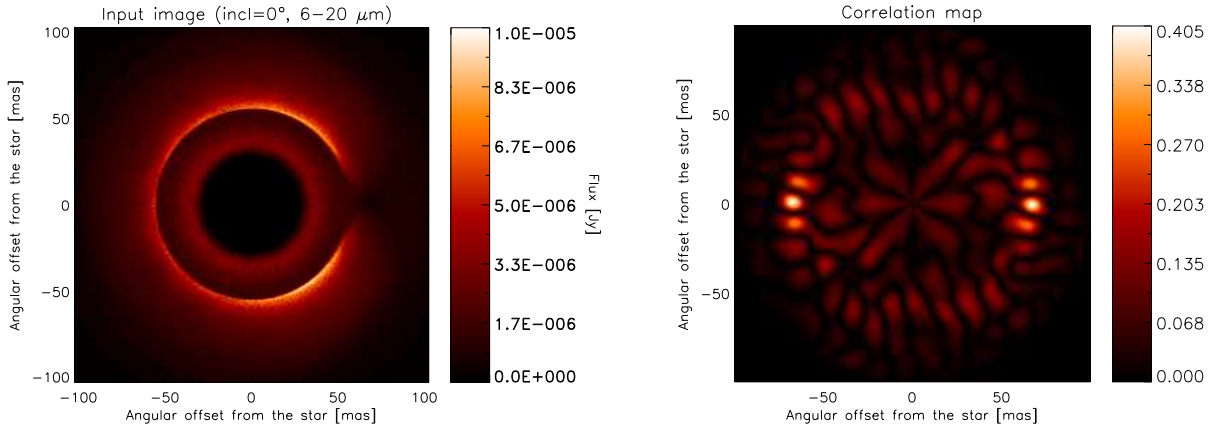 Input image (incl=0°, 6−20 μm)
100
50
0
−50
−100
−100
−50
0
50
100
Angular offset from the star [mas]
Angular offset from the star [mas]
1.0E−005
8.3E−006
6.7E−006
5.0E−006
3.3E−006
1.7E−006
0.0E+000
Flux [Jy]
Correlation map
50
0
−50
−50
0
50
Angular offset from the star [mas]
Angular offset from the star [mas]
0.405
0.338
0.270
0.203
0.135
0.068
0.000